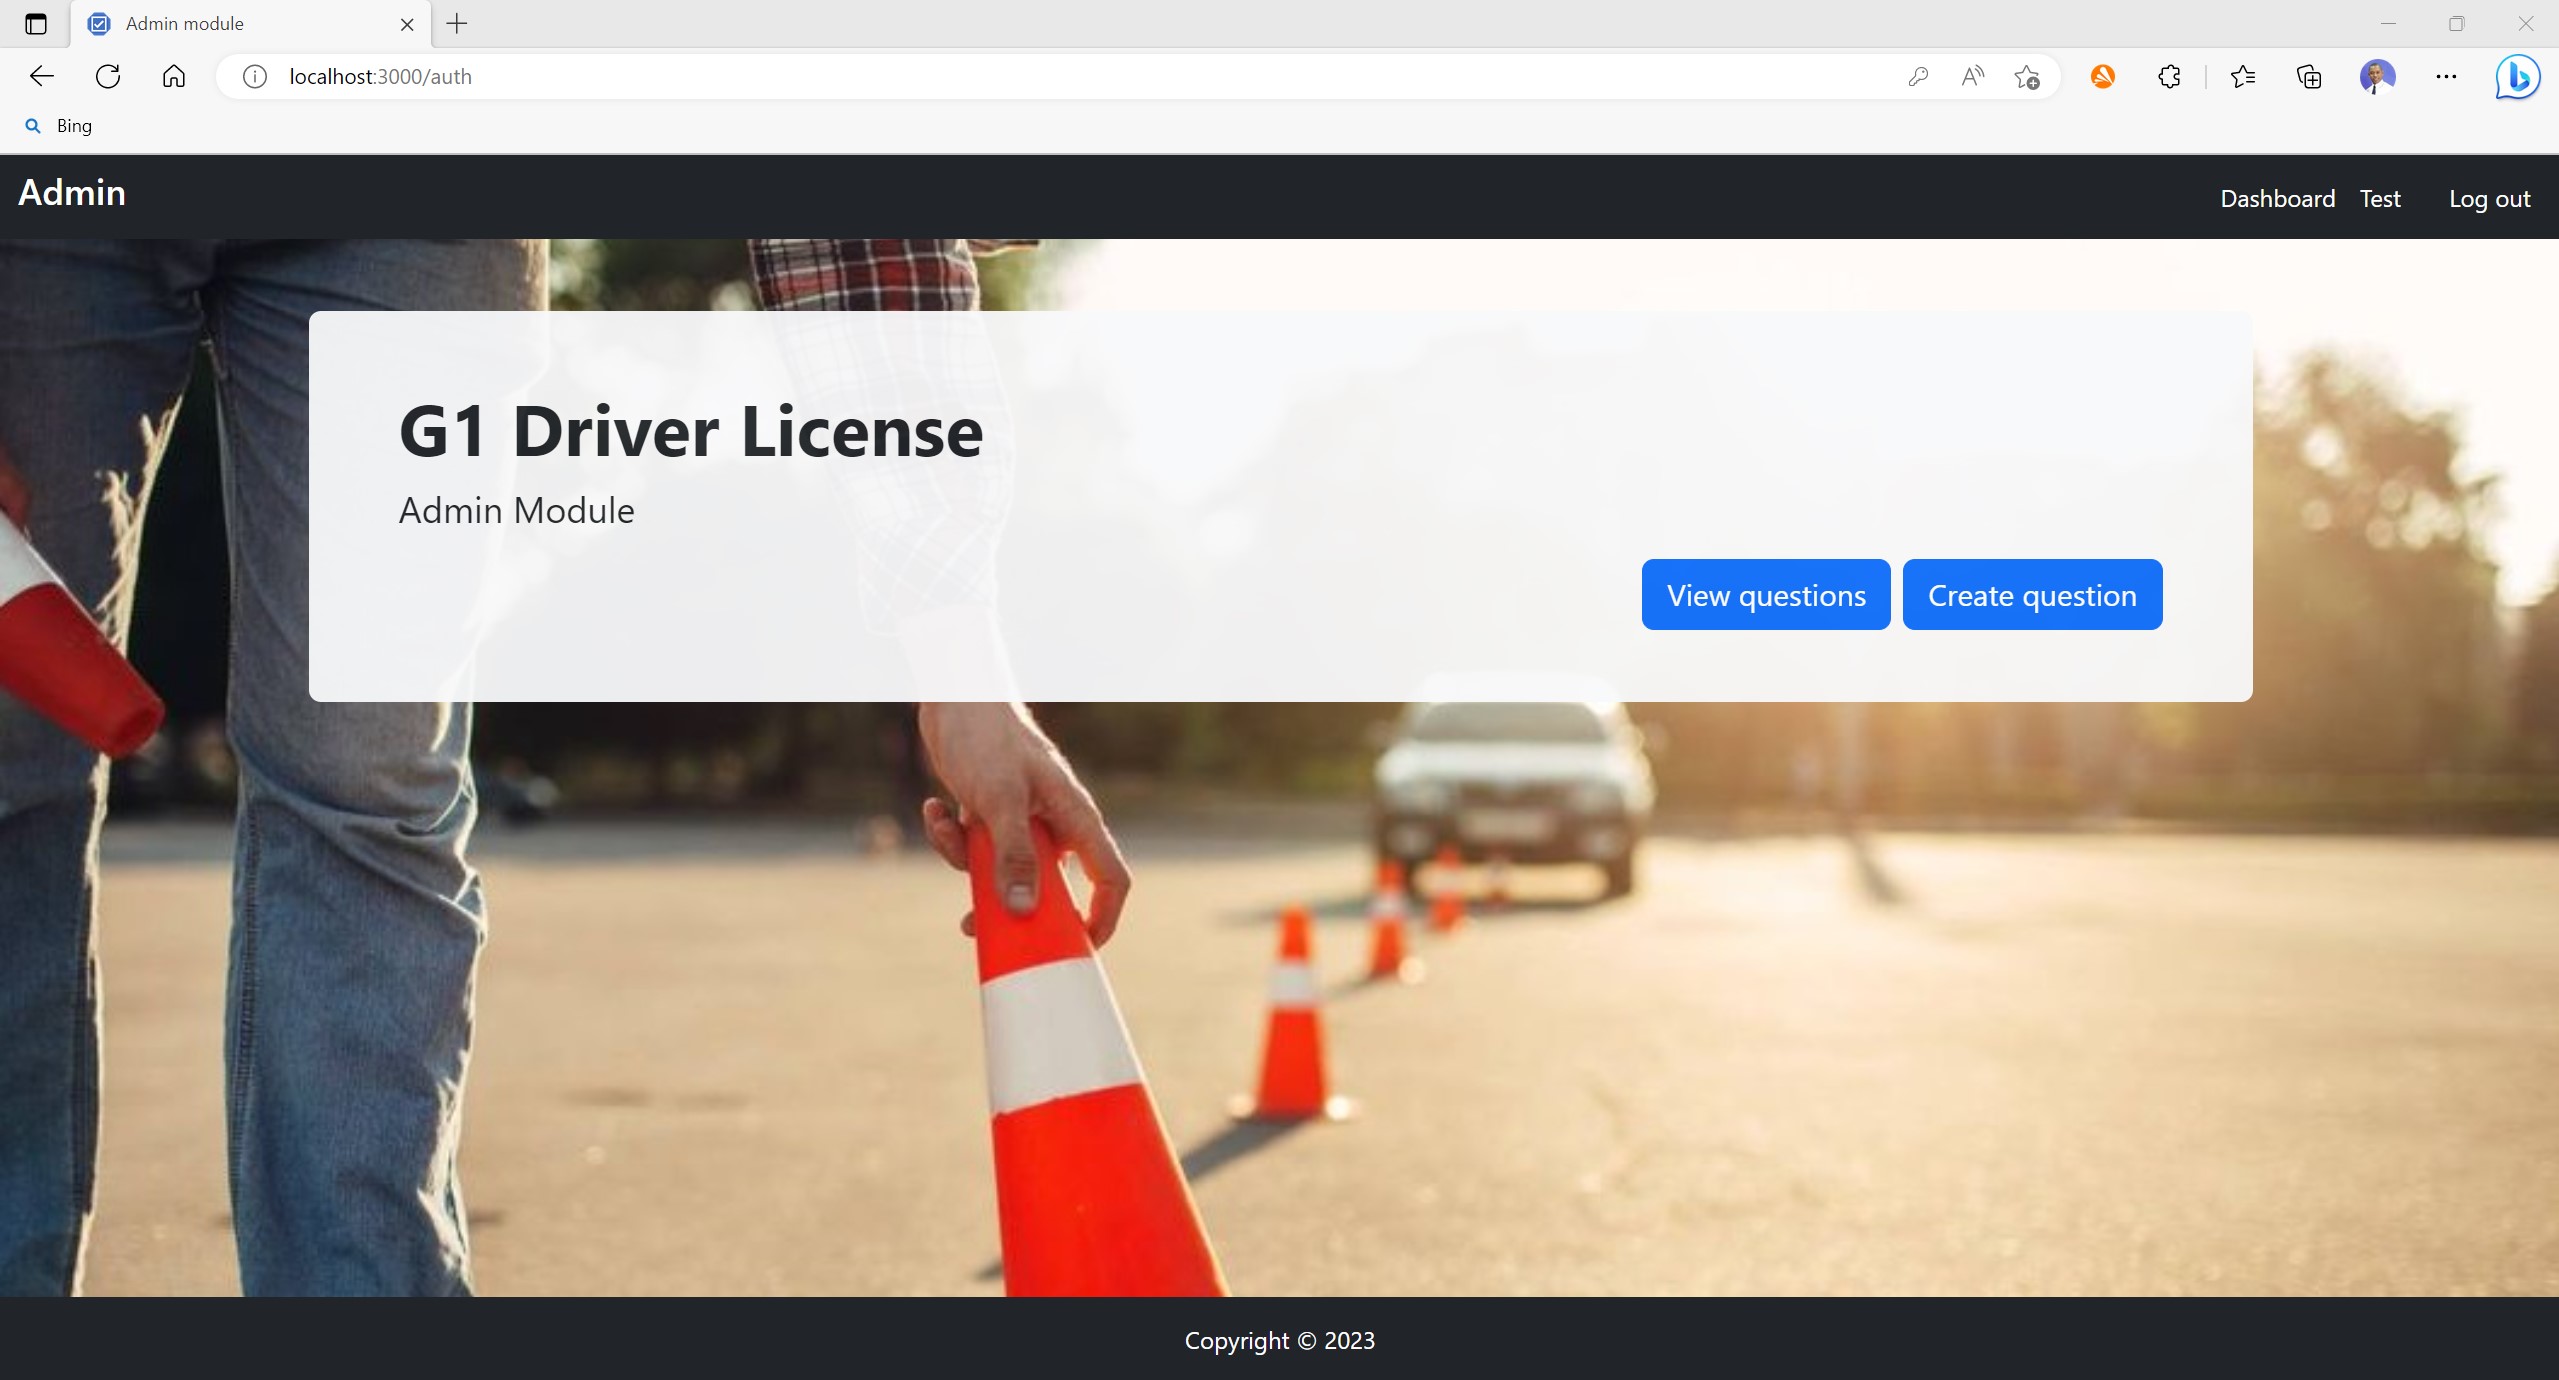 Admin module
localhost:3000/auth
Bing
Admin
Dashboard Test Log out
G1 Driver License
Admin Module
View questions Create question
Copyright © 2023